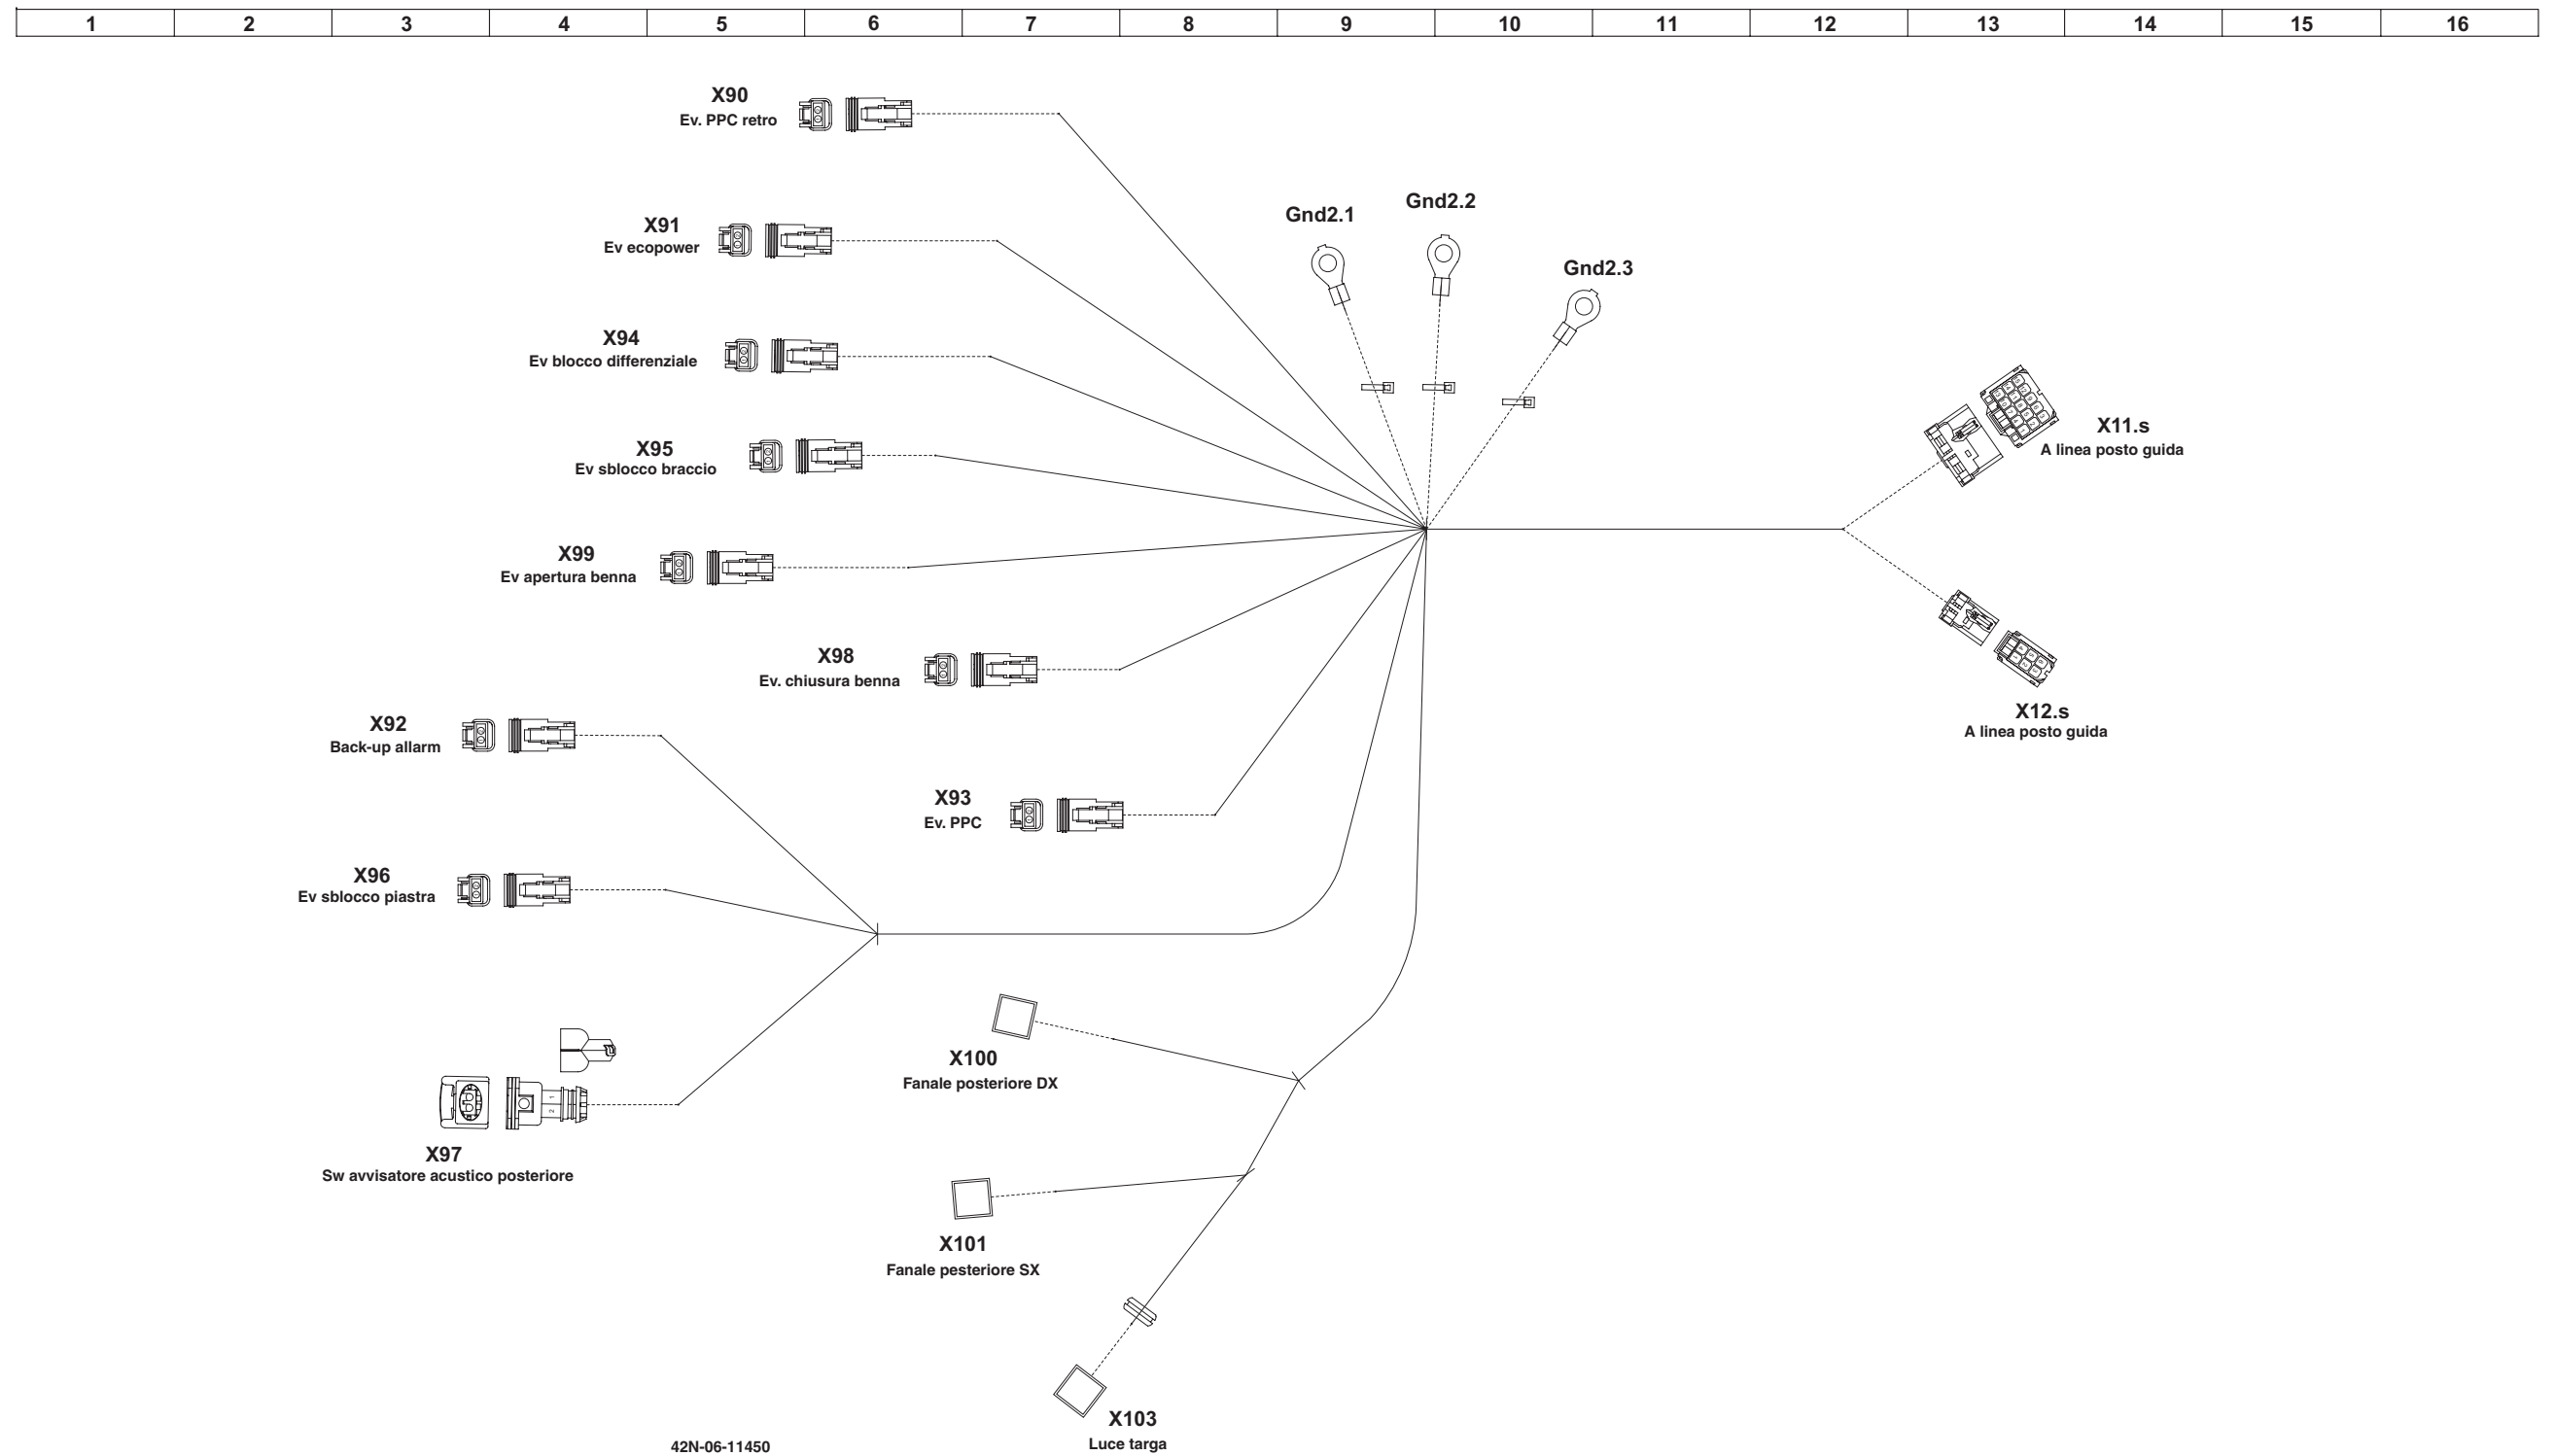 1 2 3 4 5 6 7 8 9 10 11 12 13 14 15 16
X90
Ev. PPC retro
Gnd2.1
Gnd2.2
Gnd2.3
X91
Ev ecopower
X94
Ev blocco differenziale
X95
Ev sblocco braccio
X11.s
A linea posto guida
X99
Ev apertura benna
X98
Ev. chiusura benna
X12.s
A linea posto guida
X92
Back-up allarm
X93
Ev. PPC
X96
Ev sblocco piastra
X100
Fanale posteriore DX
1
2
X97
Sw avvisatore acustico posteriore
X101
Fanale pesteriore SX
X103
Luce targa
42N-06-11450